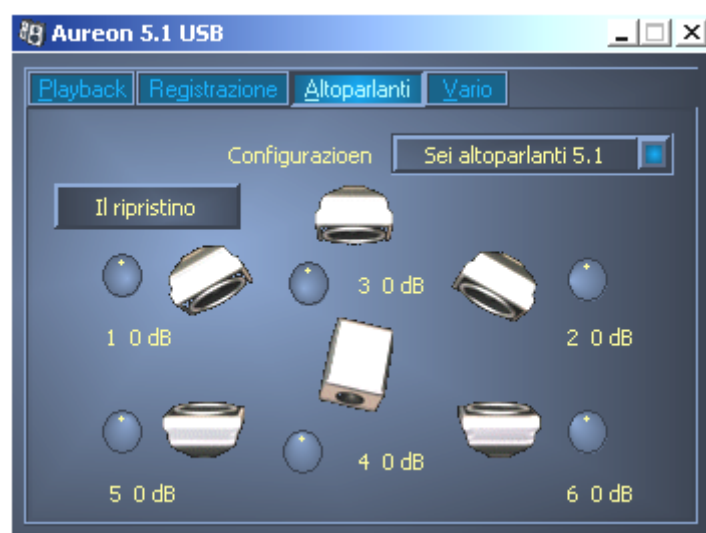 Aureon 5.1 USB
Playback Registrazione Altoparlanti Vario
Configurazioen Sei altoparlanti 5.1
Il ripristino
3 0 dB
1 0 dB
2 0 dB
4 0 dB
5 0 dB
6 0 dB